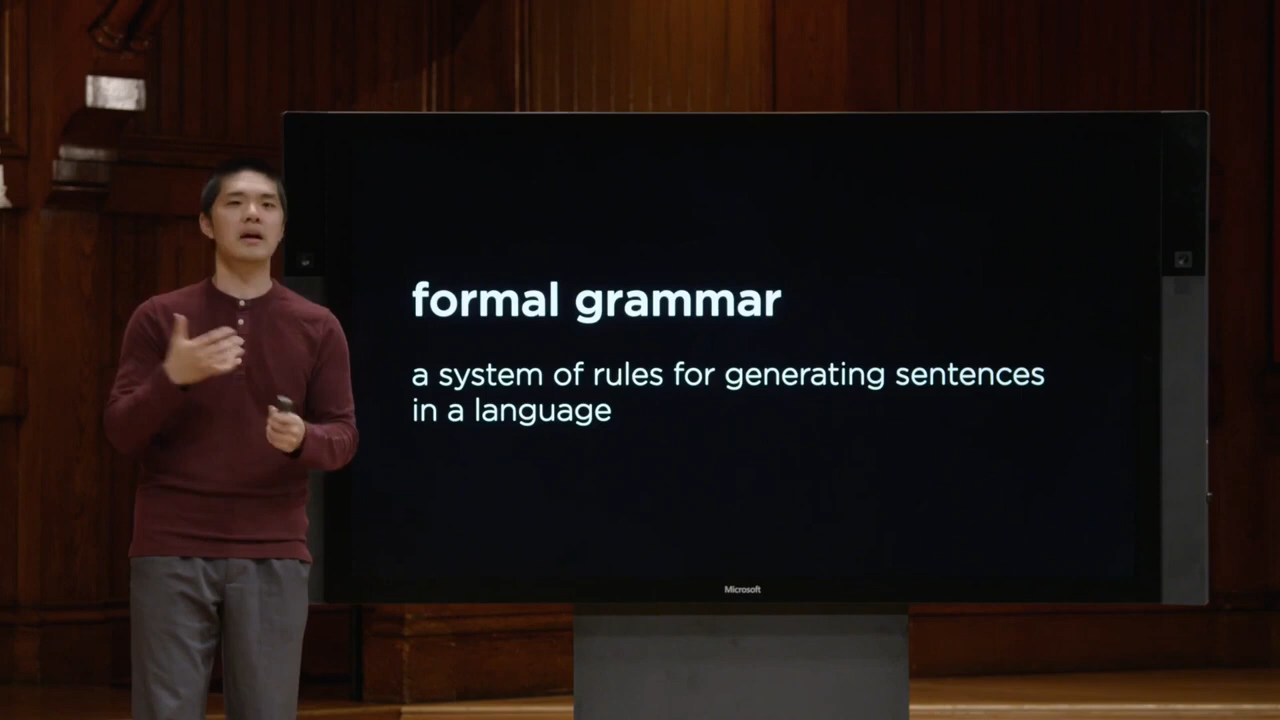 formal grammar
a system of rules for generating sentences
in a language
Microsoft